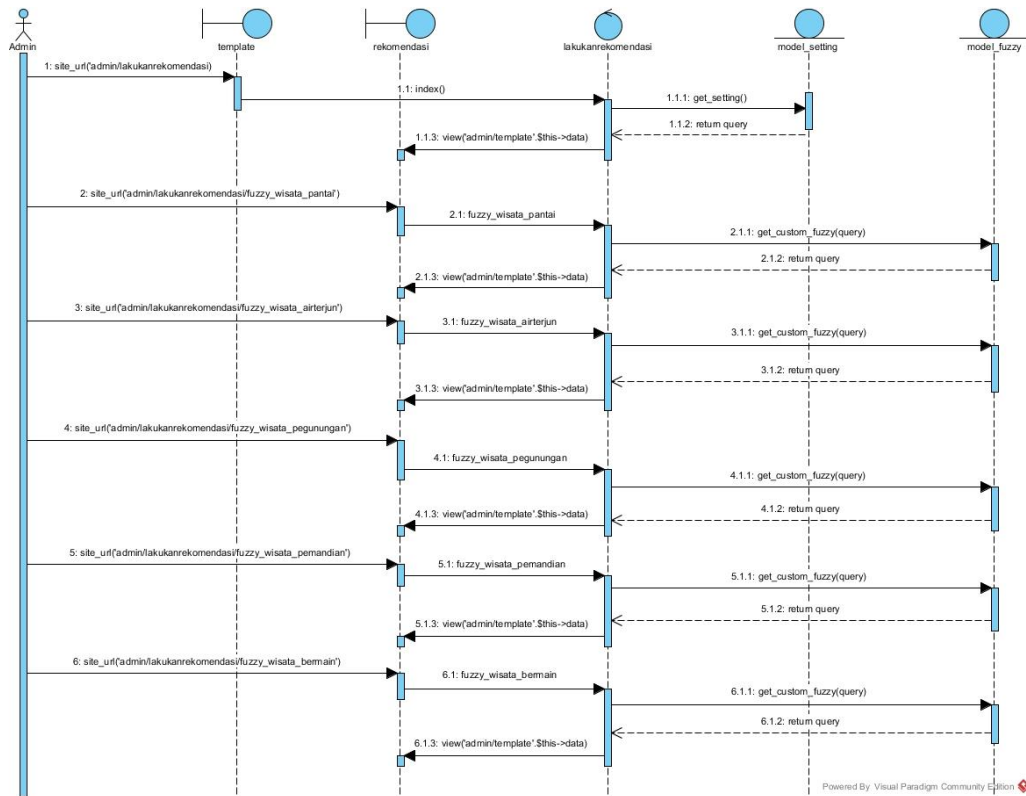 Admin
template
rekomendasi
lakukanrekomendasi
model_setting
model_fuzzy
1: site_url('admin/lakukanrekomendasi)
1.1: index()
1.1.1: get_setting()
1.1.2: return query
1.1.3: view('admin/template'.$this->data)
2: site_url('admin/lakukanrekomendasi/fuzzy_wisata_pantai')
2.1: fuzzy_wisata_pantai
2.1.1: get_custom_fuzzy(query)
2.1.2: return query
2.1.3: view('admin/template'.$this->data)
3: site_url('admin/lakukanrekomendasi/fuzzy_wisata_airterjun')
3.1: fuzzy_wisata_airterjun
3.1.1: get_custom_fuzzy(query)
3.1.2: return query
3.1.3: view('admin/template'.$this->data)
4: site_url('admin/lakukanrekomendasi/fuzzy_wisata_pegunungan')
4.1: fuzzy_wisata_pegunungan
4.1.1: get_custom_fuzzy(query)
4.1.2: return query
4.1.3: view('admin/template'.$this->data)
5: site_url('admin/lakukanrekomendasi/fuzzy_wisata_pemandian')
5.1: fuzzy_wisata_pemandian
5.1.1: get_custom_fuzzy(query)
5.1.2: return query
5.1.3: view('admin/template'.$this->data)
6: site_url('admin/lakukanrekomendasi/fuzzy_wisata_bermain')
6.1: fuzzy_wisata_bermain
6.1.1: get_custom_fuzzy(query)
6.1.2: return query
6.1.3: view('admin/template'.$this->data)
Powered By Visual Paradigm Community Edition